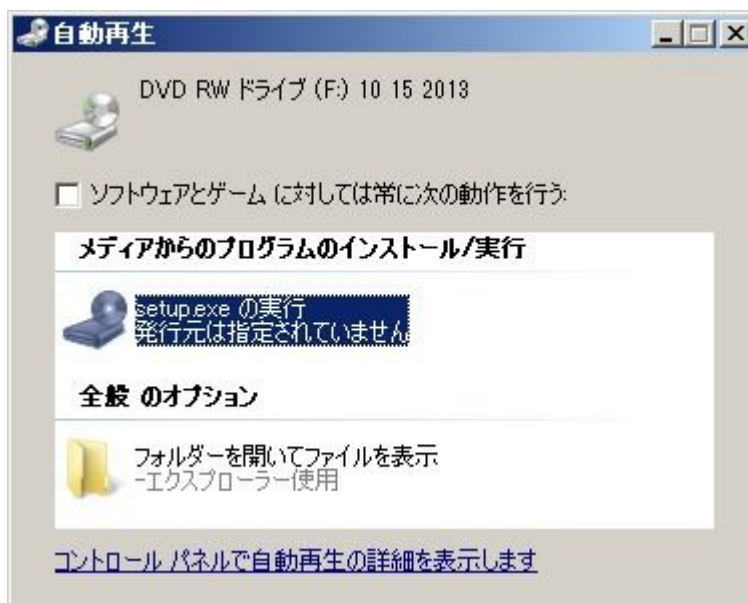 自動再生
DVD RW ドライブ (F:) 10 15 2013
ソフトウェアとゲーム に対しては常に次の動作を行う:
メディアからのプログラムのインストール/実行
setup.exe の実行
発行元は指定されていません
全般 のオプション
フォルダーを開いてファイルを表示
-エクスプローラー使用
コントロール パネルで自動再生の詳細を表示します